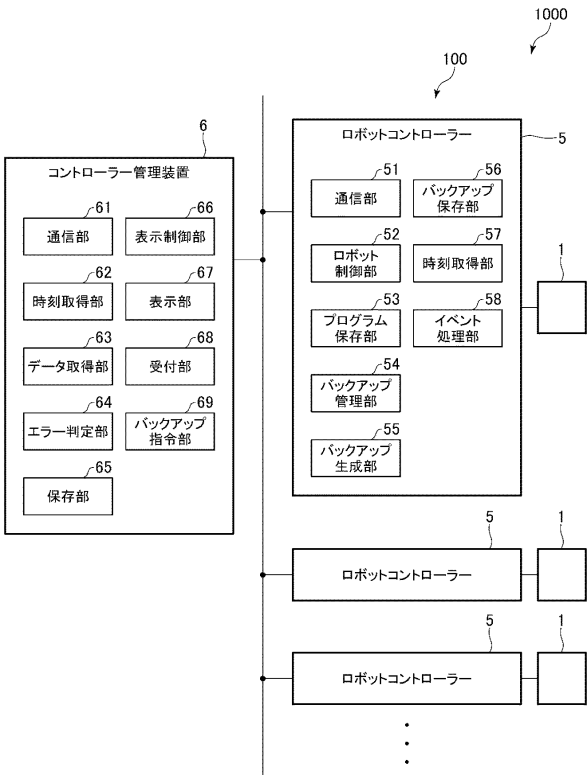 1000
100
6
コントローラー管理装置
61
通信部
66
表示制御部
62
時刻取得部
67
表示部
63
データ取得部
68
受付部
64
エラー判定部
69
バックアップ
指令部
65
保存部
5
ロボットコントローラー
51
通信部
56
バックアップ
保存部
52
ロボット
制御部
57
時刻取得部
53
プログラム
保存部
58
イベント
処理部
54
バックアップ
管理部
55
バックアップ
生成部
1
5
ロボットコントローラー
1
5
ロボットコントローラー
1